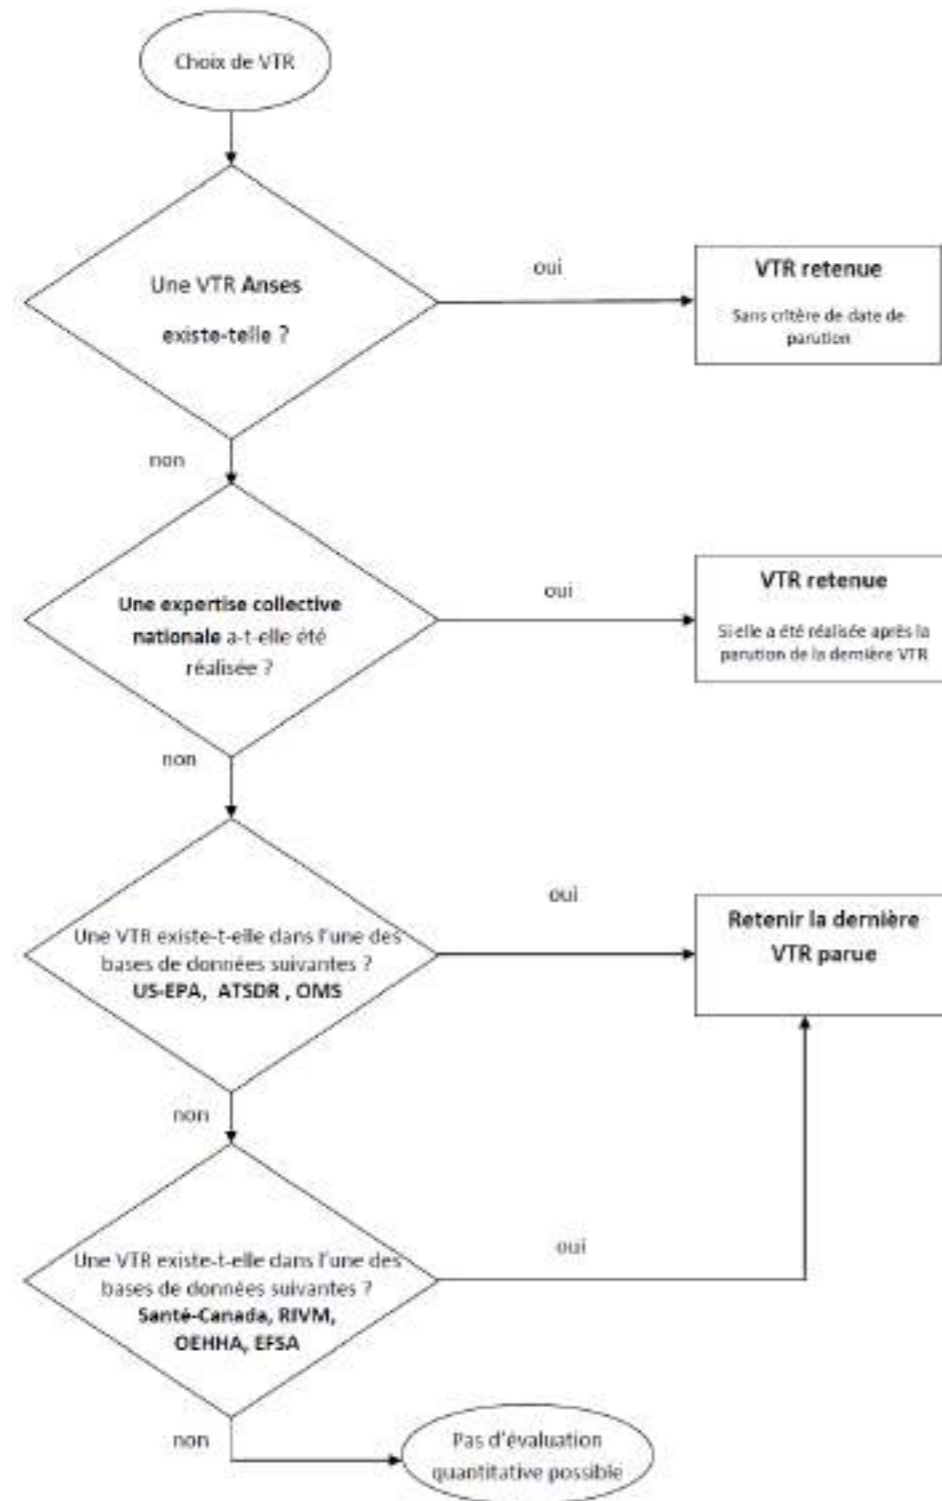 Choix de VTR
Une VTR Anses
existe-telle ?
oui
VTR retenue
Sans critère de date de
parution
non
Une expertise collective
nationale a-t-elle été
réalisée ?
oui
VTR retenue
Si elle a été réalisée après la
parution de la dernière VTR
non
Une VTR existe-t-elle dans l'une des
bases de données suivantes ?
US-EPA, ATSDR , OMS
oui
Retenir la dernière
VTR parue
non
Une VTR existe-t-elle dans l'une des
bases de données suivantes ?
Santé-Canada, RIVM,
OEHHA, EFSA
oui
non
Pas d'évaluation
quantitative possible